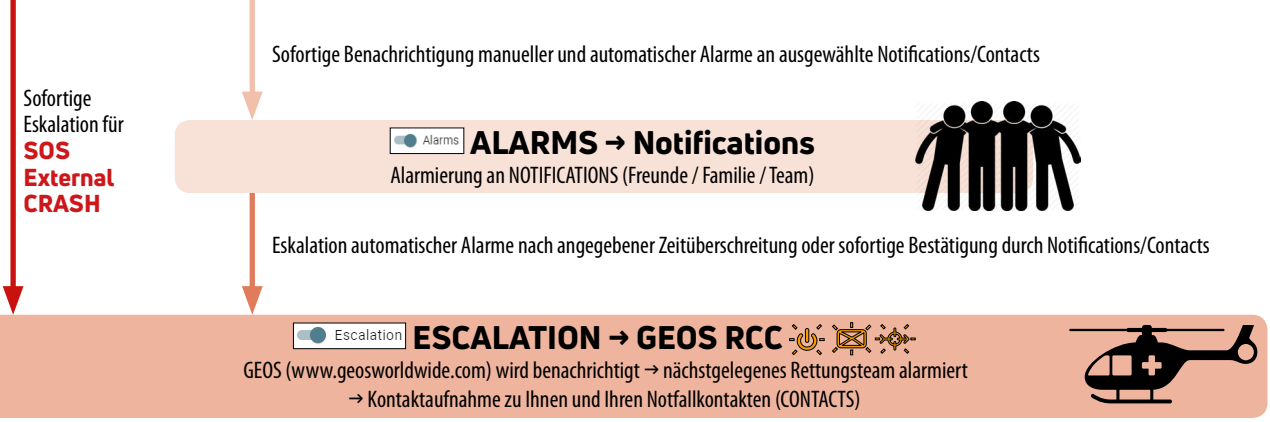 Sofortige Benachrichtigung manueller und automatischer Alarme an ausgewählte Notifications/Contacts
Sofortige
Eskalation für
SOS
External
CRASH
Alarms ALARMS → Notifications
Alarmierung an NOTIFICATIONS (Freunde / Familie / Team)
Eskalation automatischer Alarme nach angegebener Zeitüberschreitung oder sofortige Bestätigung durch Notifications/Contacts
Escalation ESCALATION → GEOS RCC
GEOS (www.geosworldwide.com) wird benachrichtigt → nächstgelegenes Rettungsteam alarmiert
→ Kontaktaufnahme zu Ihnen und Ihren Notfallkontakten (CONTACTS)